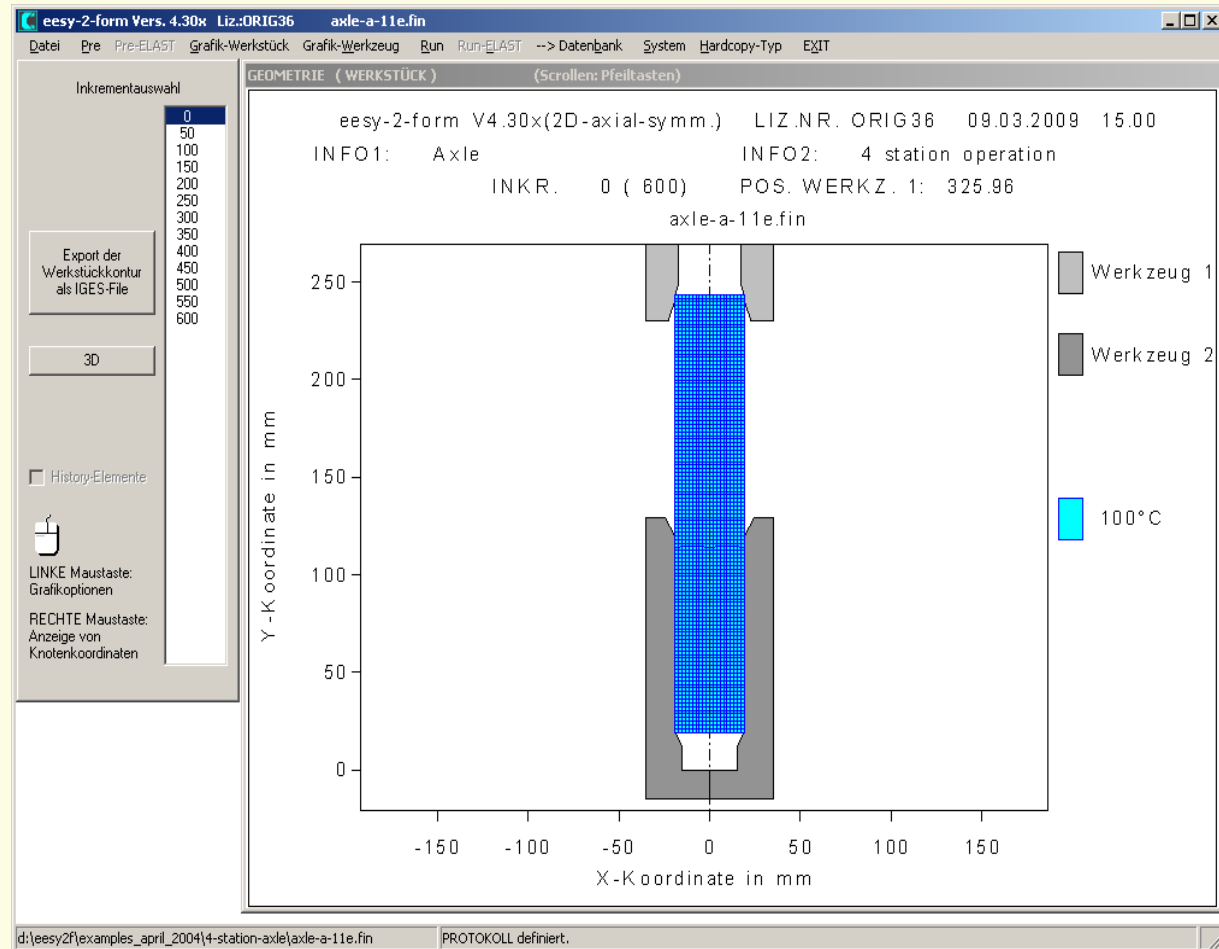 eesy-2-form Vers. 4.30x  Liz.:ORIG36      axle-a-11e.fin
Datei  Pre  Pre-ELAST  Grafik-Werkstück  Grafik-Werkzeug  Run  Run-ELAST  --> Datenbank  System  Hardcopy-Typ  EXIT
Inkrementauswahl
0
50
100
150
200
250
300
350
400
450
500
550
600
Export der
Werkstückkontur
als IGES-File
3D
History-Elemente
LINKE Maustaste:
Grafikoptionen
RECHTE Maustaste:
Anzeige von
Knotenkoordinaten
GEOMETRIE ( WERKSTÜCK )      (Scrollen: Pfeiltasten)
eesy-2-form V4.30x(2D-axial-symm.)  LIZ.NR. ORIG36  09.03.2009  15.00
INFO1:  Axle  INFO2:  4 station operation
INKR.  0 ( 600)  POS. WERKZ. 1:  325.96
axle-a-11e.fin
250
200
150
100
50
0
Y-Koordinate in mm
-150  -100  -50  0  50  100  150
X-Koordinate in mm
Werkzeug 1
Werkzeug 2
100°C
d:\eesy2f\examples_april_2004\4-station-axle\axle-a-11e.fin  PROTOKOLL definiert.